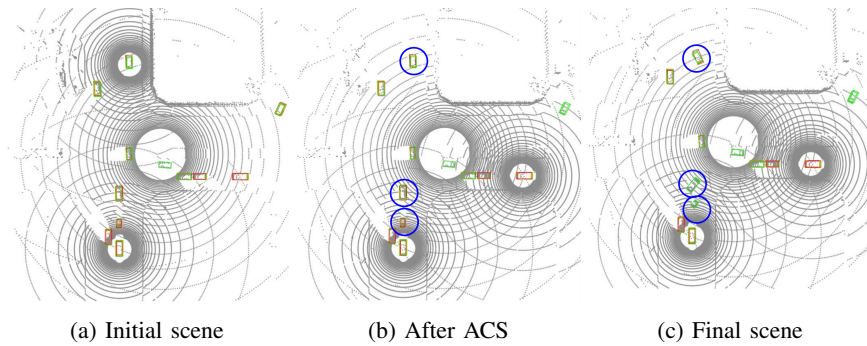 (a) Initial scene
(b) After ACS
(c) Final scene